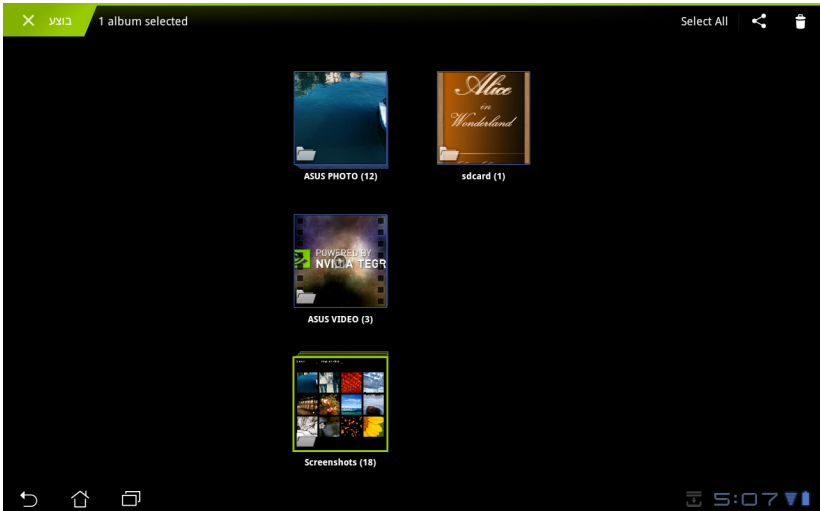 בוצע
1 album selected
Select All
Alice
in
Wonderland
ASUS PHOTO (12)
sdcard (1)
POWERED BY
NVIDIA TEGR
ASUS VIDEO (3)
Screenshots (18)
5:07